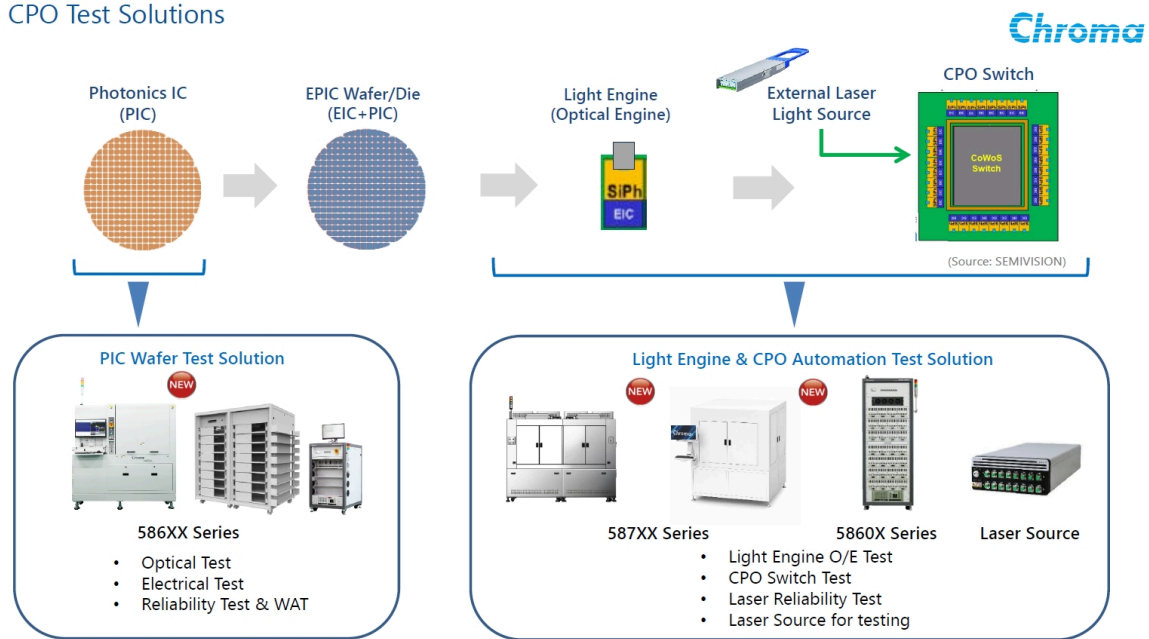 CPO Test Solutions
Chroma
Photonics IC
(PIC)
EPIC Wafer/Die
(EIC+PIC)
Light Engine
(Optical Engine)
External Laser
Light Source
CPO Switch
SiPh
EIC
CoWoS
Switch
(Source: SEMIVISION)
PIC Wafer Test Solution
NEW
586XX Series
• Optical Test
• Electrical Test
• Reliability Test & WAT
Light Engine & CPO Automation Test Solution
NEW
NEW
Chroma
587XX Series
5860X Series
Laser Source
• Light Engine O/E Test
• CPO Switch Test
• Laser Reliability Test
• Laser Source for testing